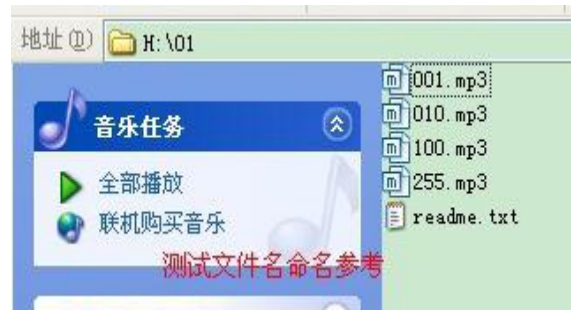 地址(D) H:\01
音乐任务
全部播放
联机购买音乐
测试文件名命名参考
001.mp3
010.mp3
100.mp3
255.mp3
readme.txt